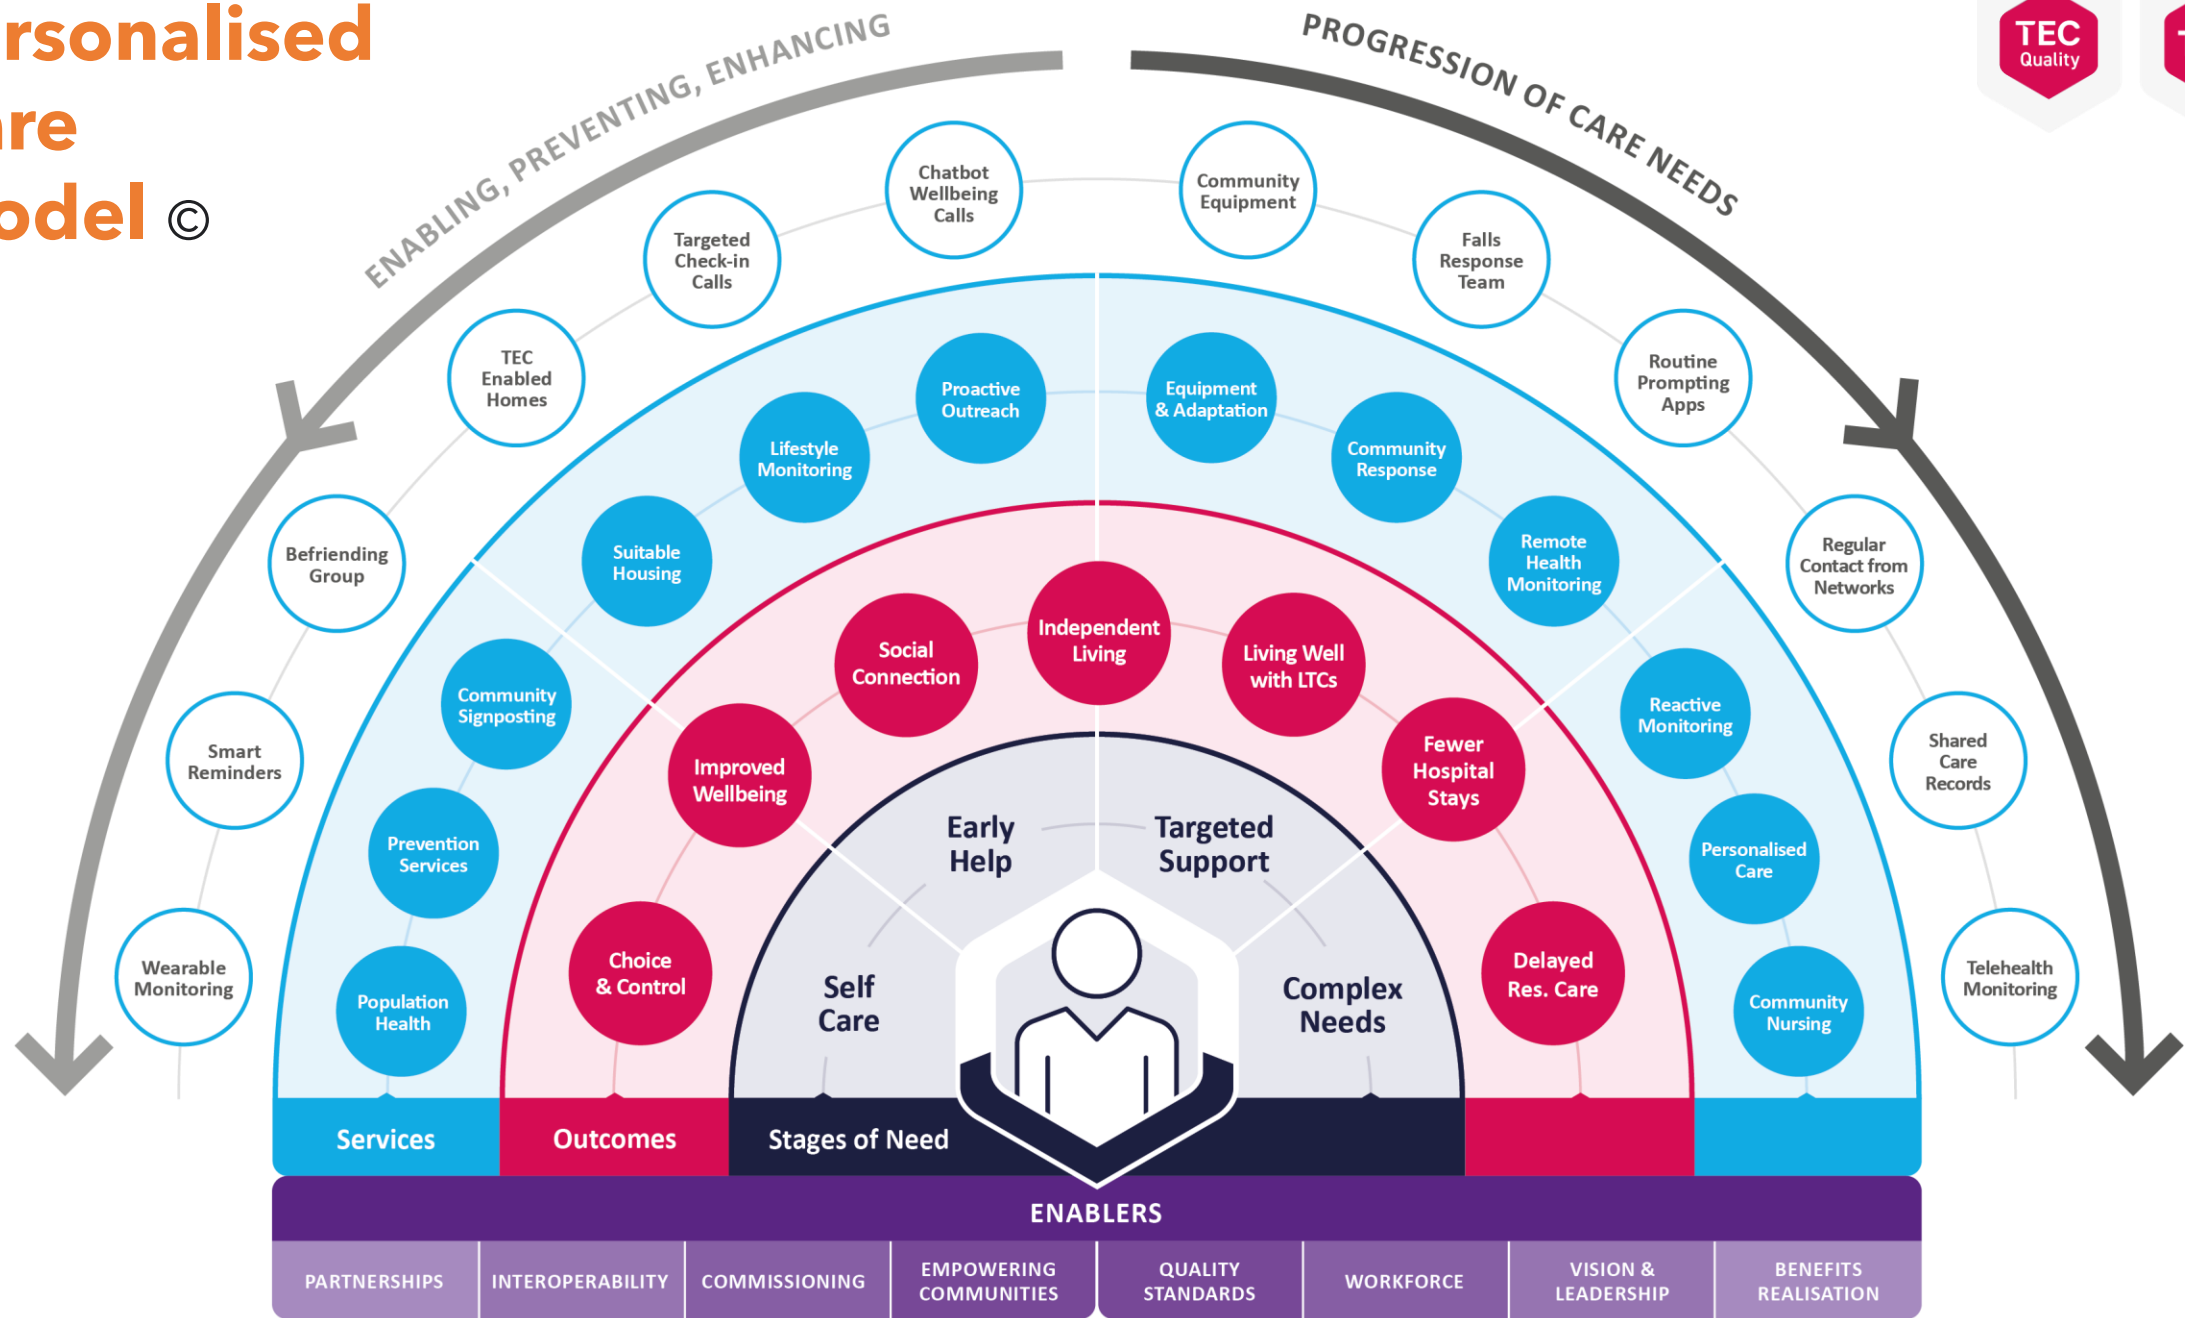 rsonalised
are
odel ©
ENABLING, PREVENTING, ENHANCING
PROGRESSION OF CARE NEEDS
TEC
Quality
Chatbot
Wellbeing
Calls
Community
Equipment
Targeted
Check-in
Calls
Falls
Response
Team
TEC
Enabled
Homes
Routine
Prompting
Apps
Befriending
Group
Regular
Contact from
Networks
Smart
Reminders
Shared
Care
Records
Wearable
Monitoring
Telehealth
Monitoring
Proactive
Outreach
Equipment
& Adaptation
Lifestyle
Monitoring
Community
Response
Suitable
Housing
Remote
Health
Monitoring
Community
Signposting
Reactive
Monitoring
Prevention
Services
Personalised
Care
Population
Health
Community
Nursing
Independent
Living
Social
Connection
Living Well
with LTCs
Improved
Wellbeing
Fewer
Hospital
Stays
Choice
& Control
Delayed
Res. Care
Early
Help
Targeted
Support
Self
Care
Complex
Needs
Services
Outcomes
Stages of Need
ENABLERS
PARTNERSHIPS
INTEROPERABILITY
COMMISSIONING
EMPOWERING
COMMUNITIES
QUALITY
STANDARDS
WORKFORCE
VISION &
LEADERSHIP
BENEFITS
REALISATION